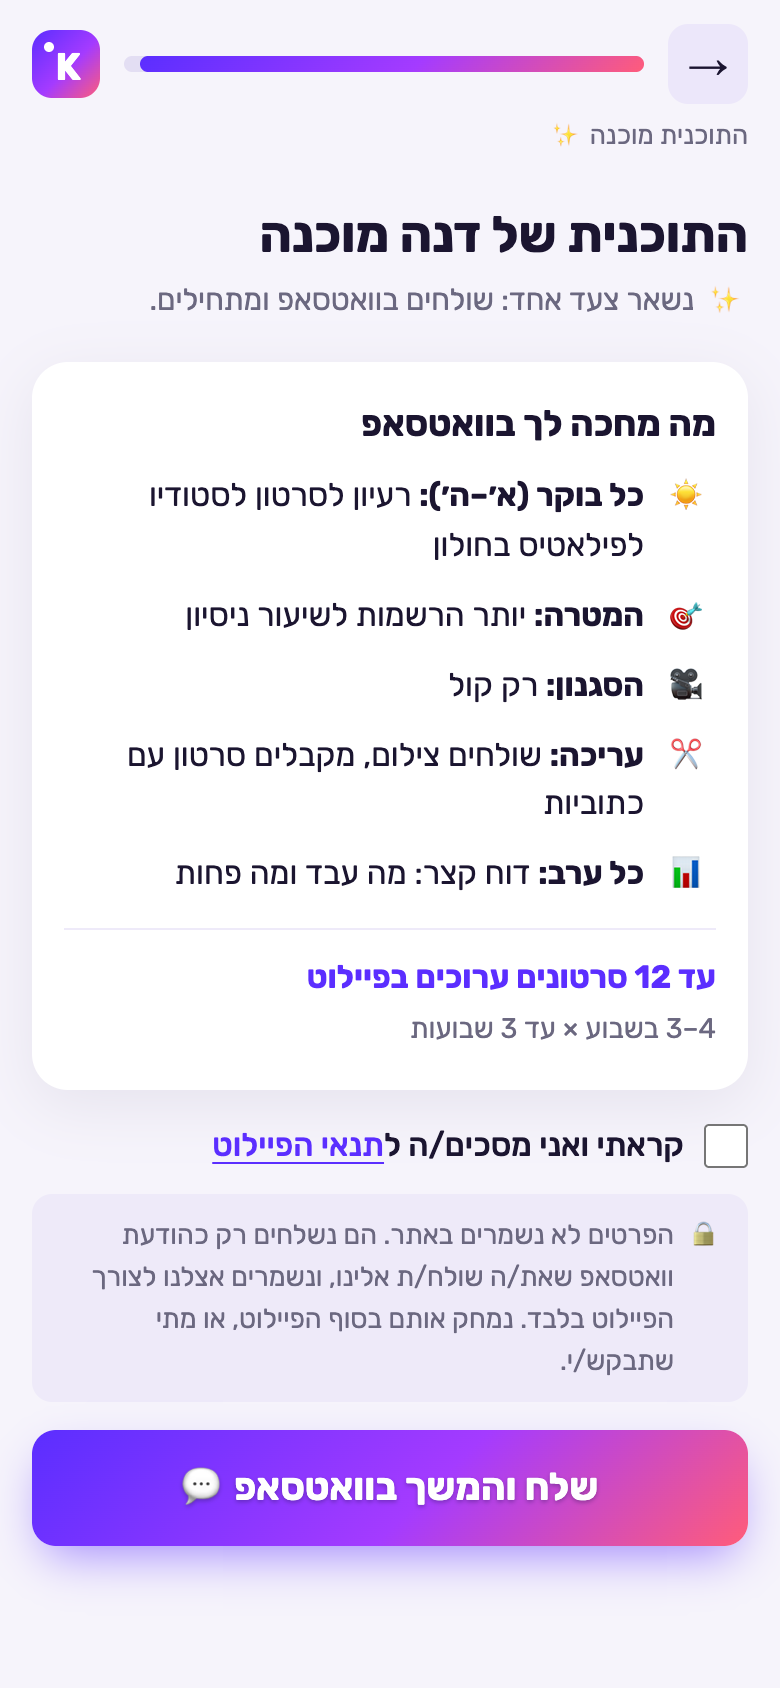 K
→
התוכנית מוכנה ✨
התוכנית של דנה מוכנה
✨ נשאר צעד אחד: שולחים בוואטסאפ ומתחילים.
מה מחכה לך בוואטסאפ
☀️ כל בוקר (א׳–ה׳): רעיון לסרטון לסטודיו
לפילאטיס בחולון
🎯 המטרה: יותר הרשמות לשיעור ניסיון
🎥 הסגנון: רק קול
✂️ עריכה: שולחים צילום, מקבלים סרטון עם
כתוביות
📊 כל ערב: דוח קצר: מה עבד ומה פחות
עד 12 סרטונים ערוכים בפיילוט
3–4 בשבוע × עד 3 שבועות
קראתי ואני מסכים/ה לתנאי הפיילוט
🔒 הפרטים לא נשמרים באתר. הם נשלחים רק כהודעת
וואטסאפ שאת/ה שולח/ת אלינו, ונשמרים אצלנו לצורך
הפיילוט בלבד. נמחק אותם בסוף הפיילוט, או מתי
שתבקש/י.
שלח והמשך בוואטסאפ 💬